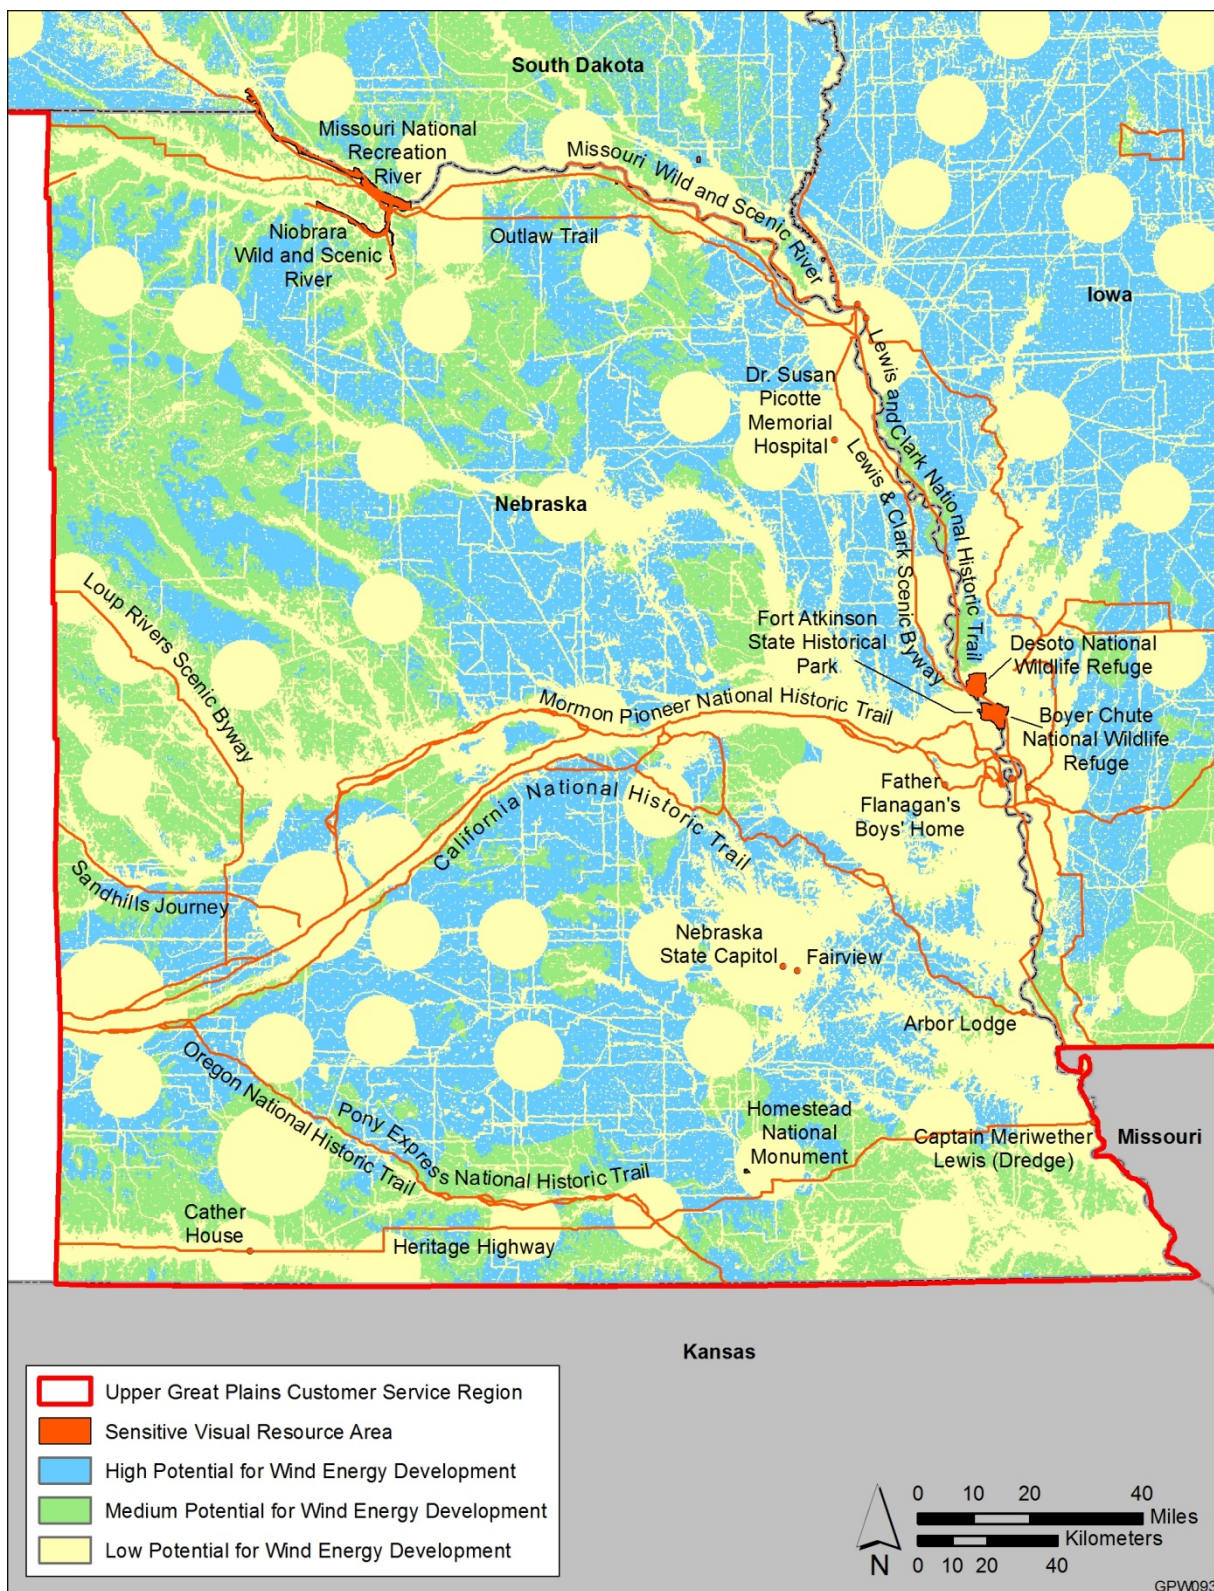 South Dakota
Missouri National
Recreation
River
Missouri Wild and Scenic River
Niobrara
Wild and Scenic
River
Outlaw Trail
Iowa
Dr. Susan
Picotte
Memorial
Hospital
Lewis and Clark National Historic Trail
Lewis & Clark Scenic Byway
Nebraska
Loup Rivers Scenic Byway
Fort Atkinson
State Historical
Park
Desoto National
Wildlife Refuge
Mormon Pioneer National Historic Trail
Boyer Chute
National Wildlife
Refuge
California National Historic Trail
Father
Flanagan's
Boys' Home
Sandhills Journey
Nebraska
State Capitol
Fairview
Arbor Lodge
Oregon National Historic Trail
Pony Express National Historic Trail
Homestead
National
Monument
Captain Meriwether
Lewis (Dredge)
Missouri
Cather
House
Heritage Highway
Kansas
Upper Great Plains Customer Service Region
Sensitive Visual Resource Area
High Potential for Wind Energy Development
Medium Potential for Wind Energy Development
Low Potential for Wind Energy Development
0 10 20 40
Miles
Kilometers
0 10 20 40
N
GPW093